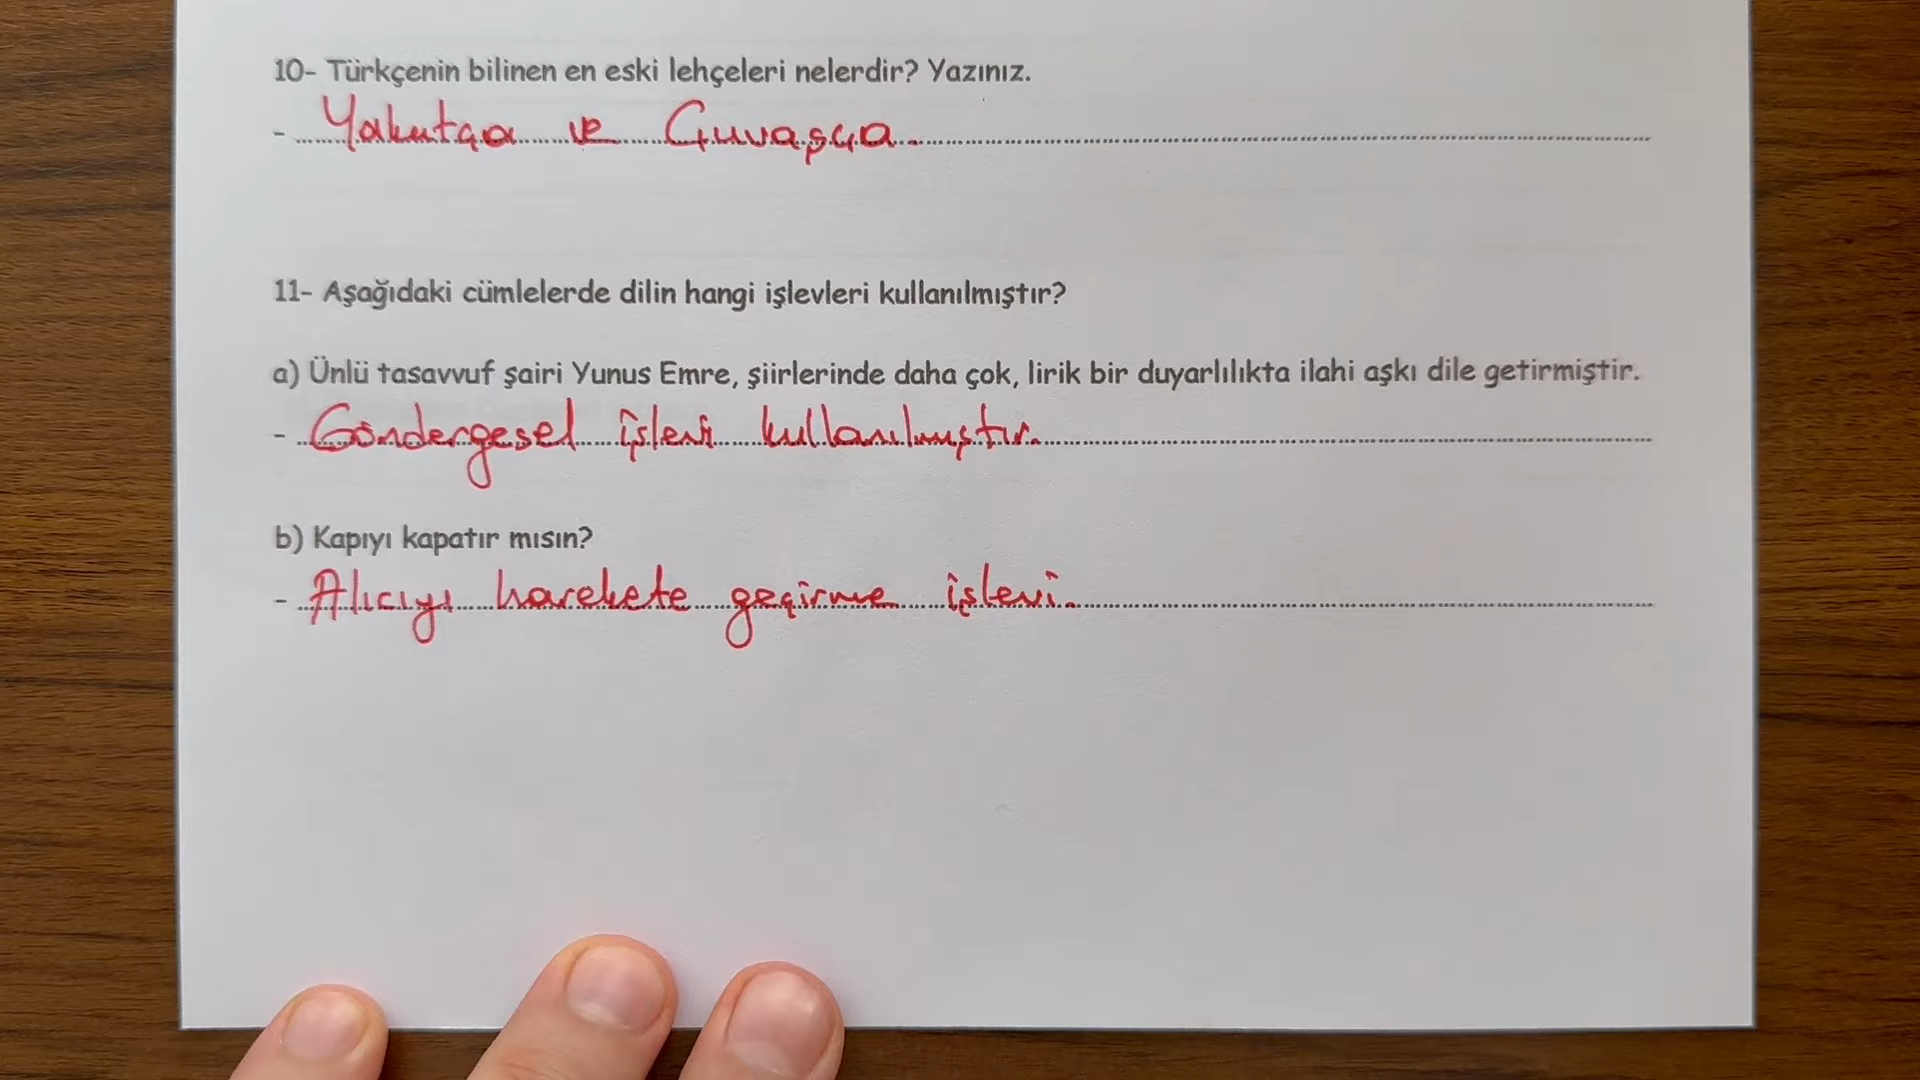 10- Türkçenin bilinen en eski lehçeleri nelerdir? Yazınız.
- Yakutça ve Çuvaşça.
11- Aşağıdaki cümlelerde dilin hangi işlevleri kullanılmıştır?
a) Ünlü tasavvuf şairi Yunus Emre, şiirlerinde daha çok, lirik bir duyarlılıkta ilahi aşkı dile getirmiştir.
- Göndergesel işlevi kullanılmıştır.
b) Kapıyı kapatır mısın?
- Alıcıyı harekete geçirme işlevi.